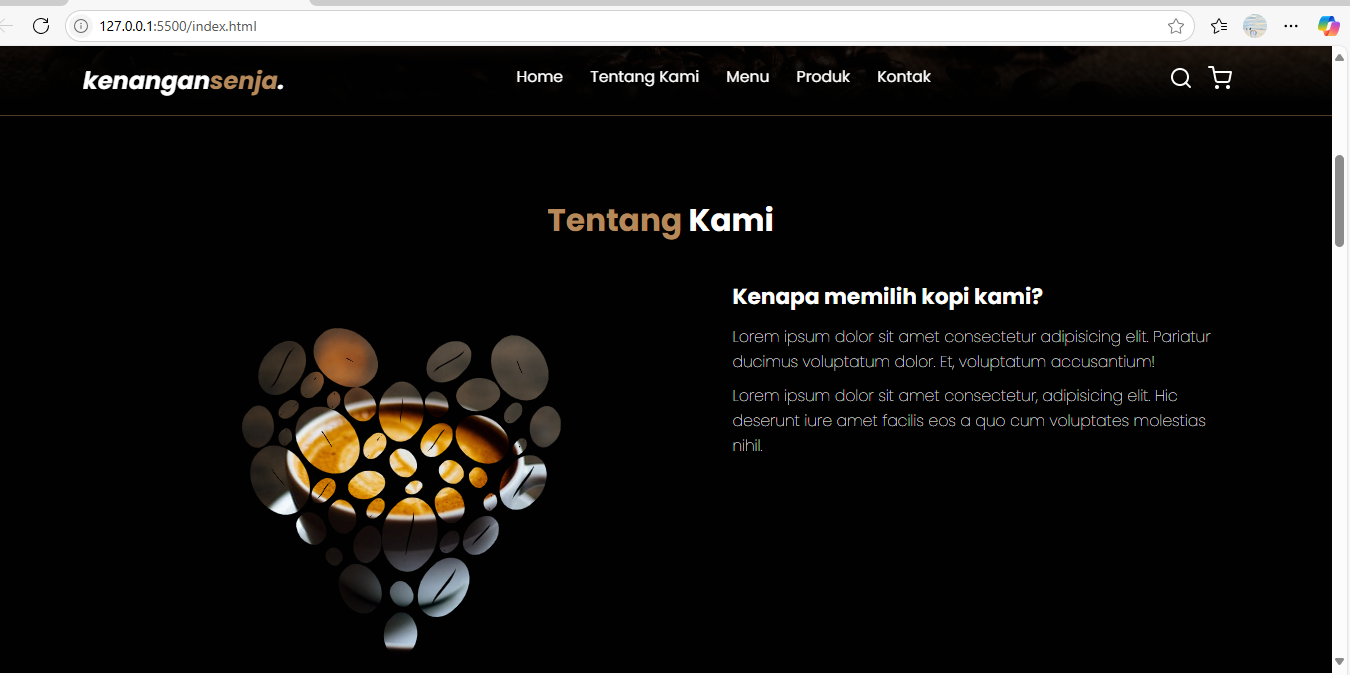 127.0.0.1:5500/index.html
kenangansenja.
Home Tentang Kami Menu Produk Kontak
Tentang Kami
Kenapa memilih kopi kami?
Lorem ipsum dolor sit amet consectetur adipisicing elit. Pariatur
ducimus voluptatum dolor. Et, voluptatum accusantium!
Lorem ipsum dolor sit amet consectetur, adipisicing elit. Hic
deserunt iure amet facilis eos a quo cum voluptates molestias
nihil.